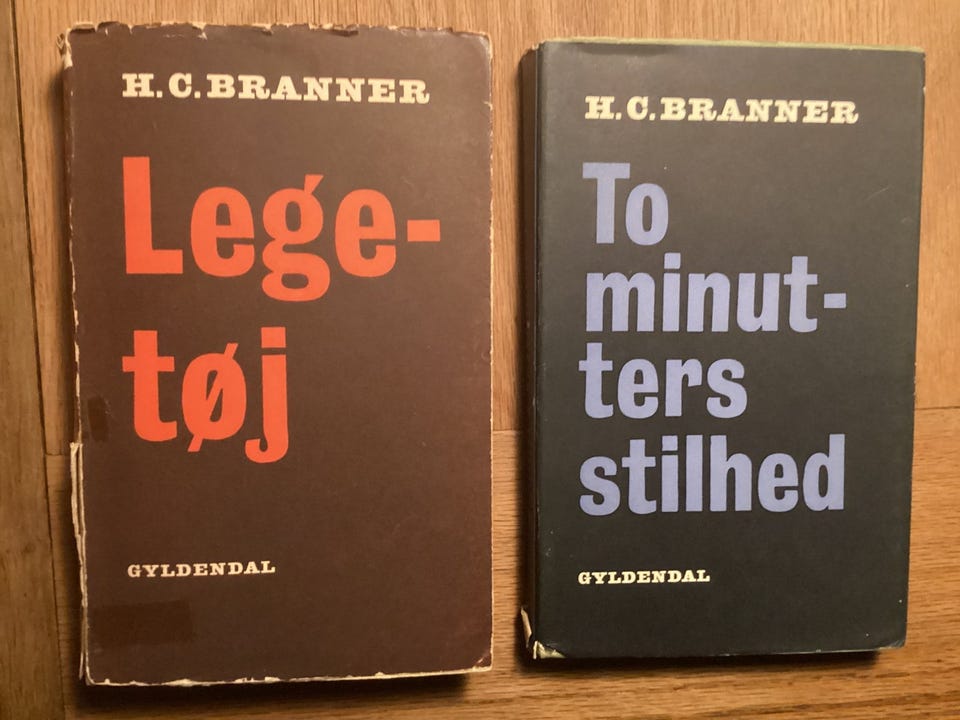 H. C. BRANNER
Lege-
tøj
GYLDENDAL
H. C. BRANNER
To
minut-
ters
stilhed
GYLDENDAL